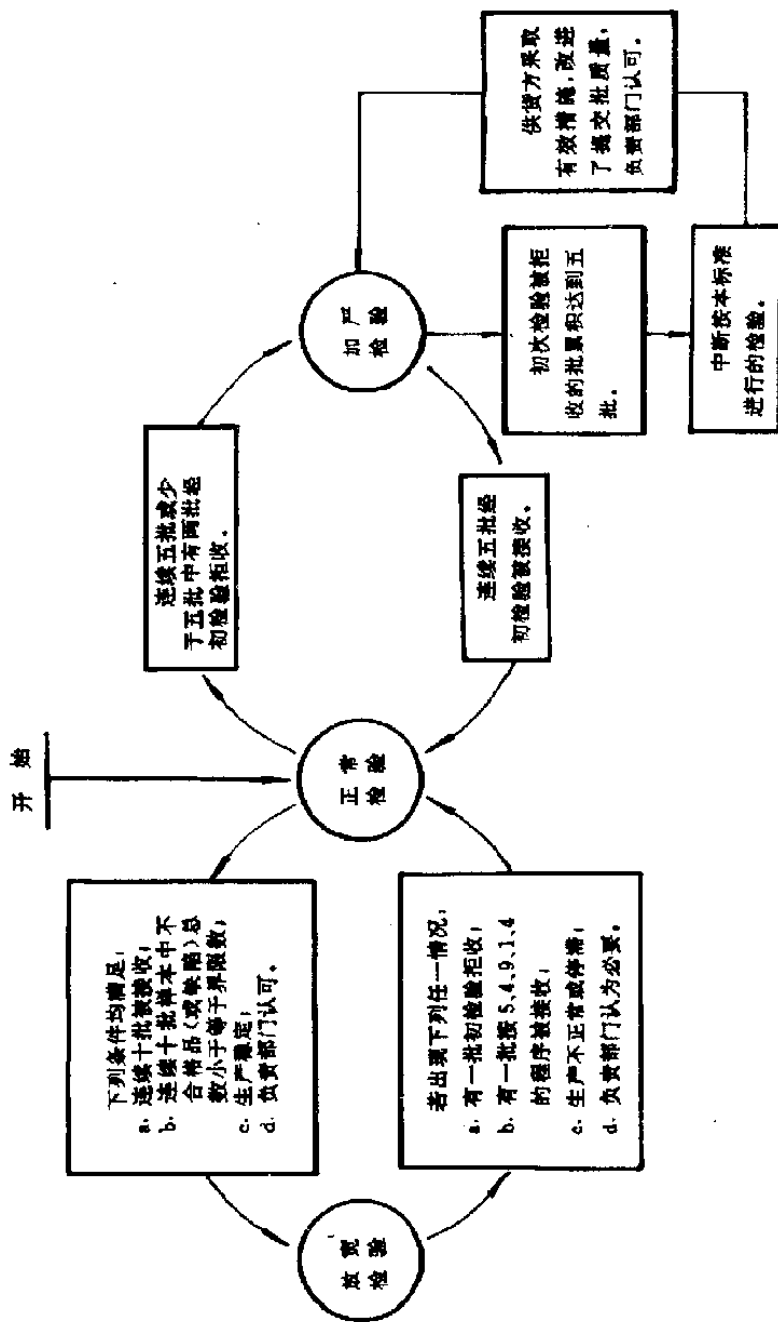 开 始
下列条件均满足：
a. 连续十批被接收；
b. 连续十批样本中不
合格品（或缺陷）总
数小于等于界限数；
c. 生产稳定；
d. 负责部门认可。
连续五批或少
于五批中有两批经
初检验拒收。
放 宽
检 验
正 常
检 验
加 严
检 验
若出现下列任一情况：
a. 有一批初检验拒收；
b. 有一批按 5.4.9.1.4
的程序被接收；
c. 生产不正常或停滞；
d. 负责部门认为必要。
连续五批经
初检验被接收。
初次检验被拒
收的批累积达到五
批。
中断按本标准
进行的检验。
供货方采取
有效措施，改进
了提交批质量，
负责部门认可。